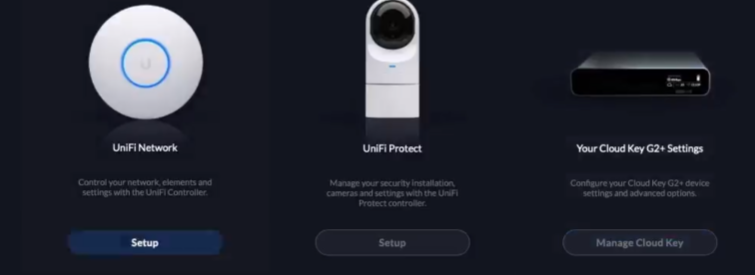 UniFi Network
Control your network, elements and
settings with the UniFi Controller.
Setup
UniFi Protect
Manage your security installation,
cameras and settings with the UniFi
Protect controller.
Setup
Your Cloud Key G2+ Settings
Configure your Cloud Key G2+ device
settings and advanced options.
Manage Cloud Key